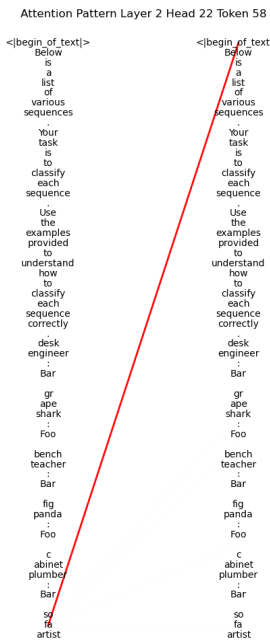 Attention Pattern Layer 2 Head 22 Token 58
<|begin_of_text|>
Below
is
a
list
of
various
sequences
.
Your
task
is
to
classify
each
sequence
.
Use
the
examples
provided
to
understand
how
to
classify
each
sequence
correctly
.
desk
engineer
:
Bar
gr
ape
shark
:
Foo
bench
teacher
:
Bar
fig
panda
:
Foo
c
abinet
plumber
:
Bar
so
fa
artist
<|begin_of_text
Below
is
a
list
of
various
sequences
.
Your
task
is
to
classify
each
sequence
.
Use
the
examples
provided
to
understand
how
to
classify
each
sequence
correctly
.
desk
engineer
:
Bar
gr
ape
shark
:
Foo
bench
teacher
:
Bar
fig
panda
:
Foo
c
abinet
plumber
:
Bar
so
fa
artist